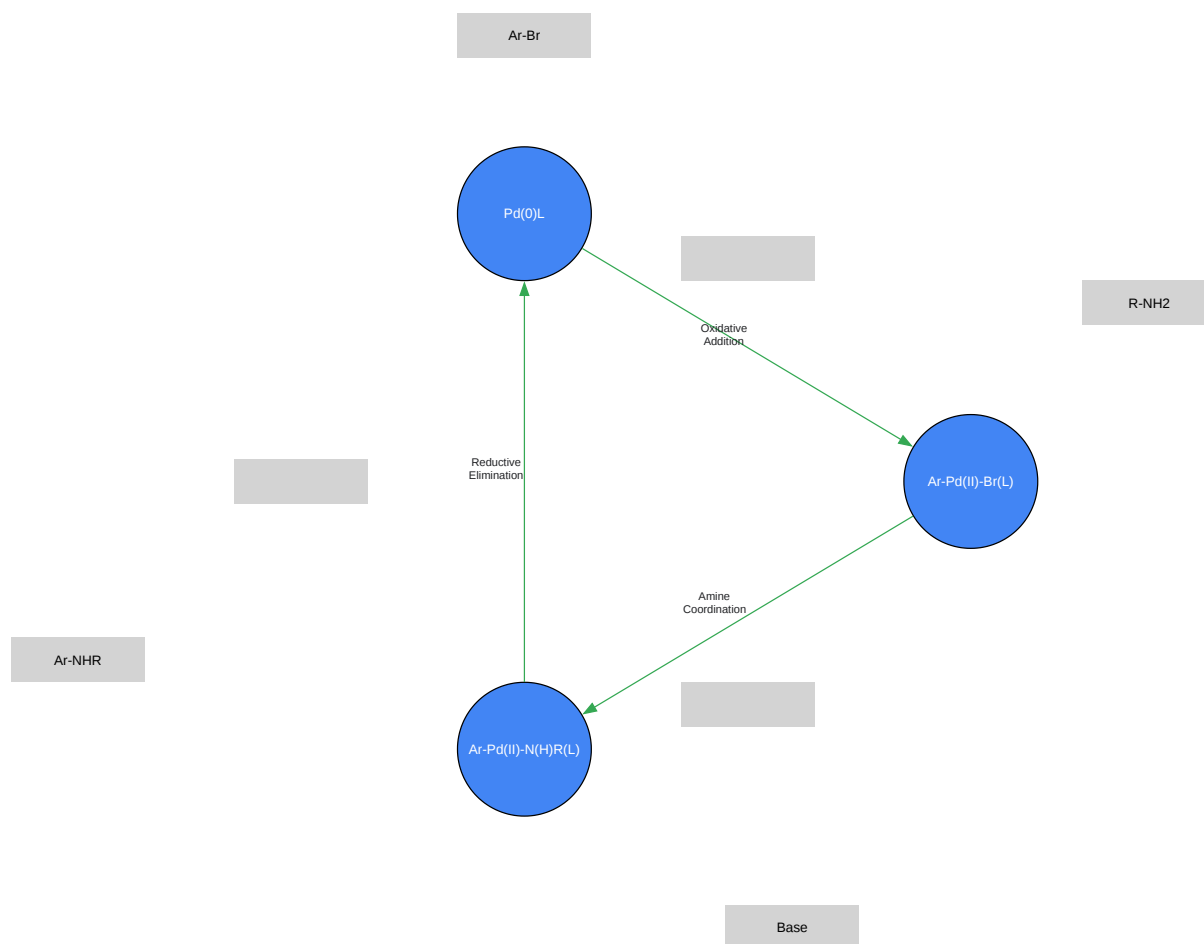 Ar-Br
Pd(0)L
R-NH2
Oxidative
Addition
Reductive
Elimination
Ar-Pd(II)-Br(L)
Amine
Coordination
Ar-NHR
Ar-Pd(II)-N(H)R(L)
Base